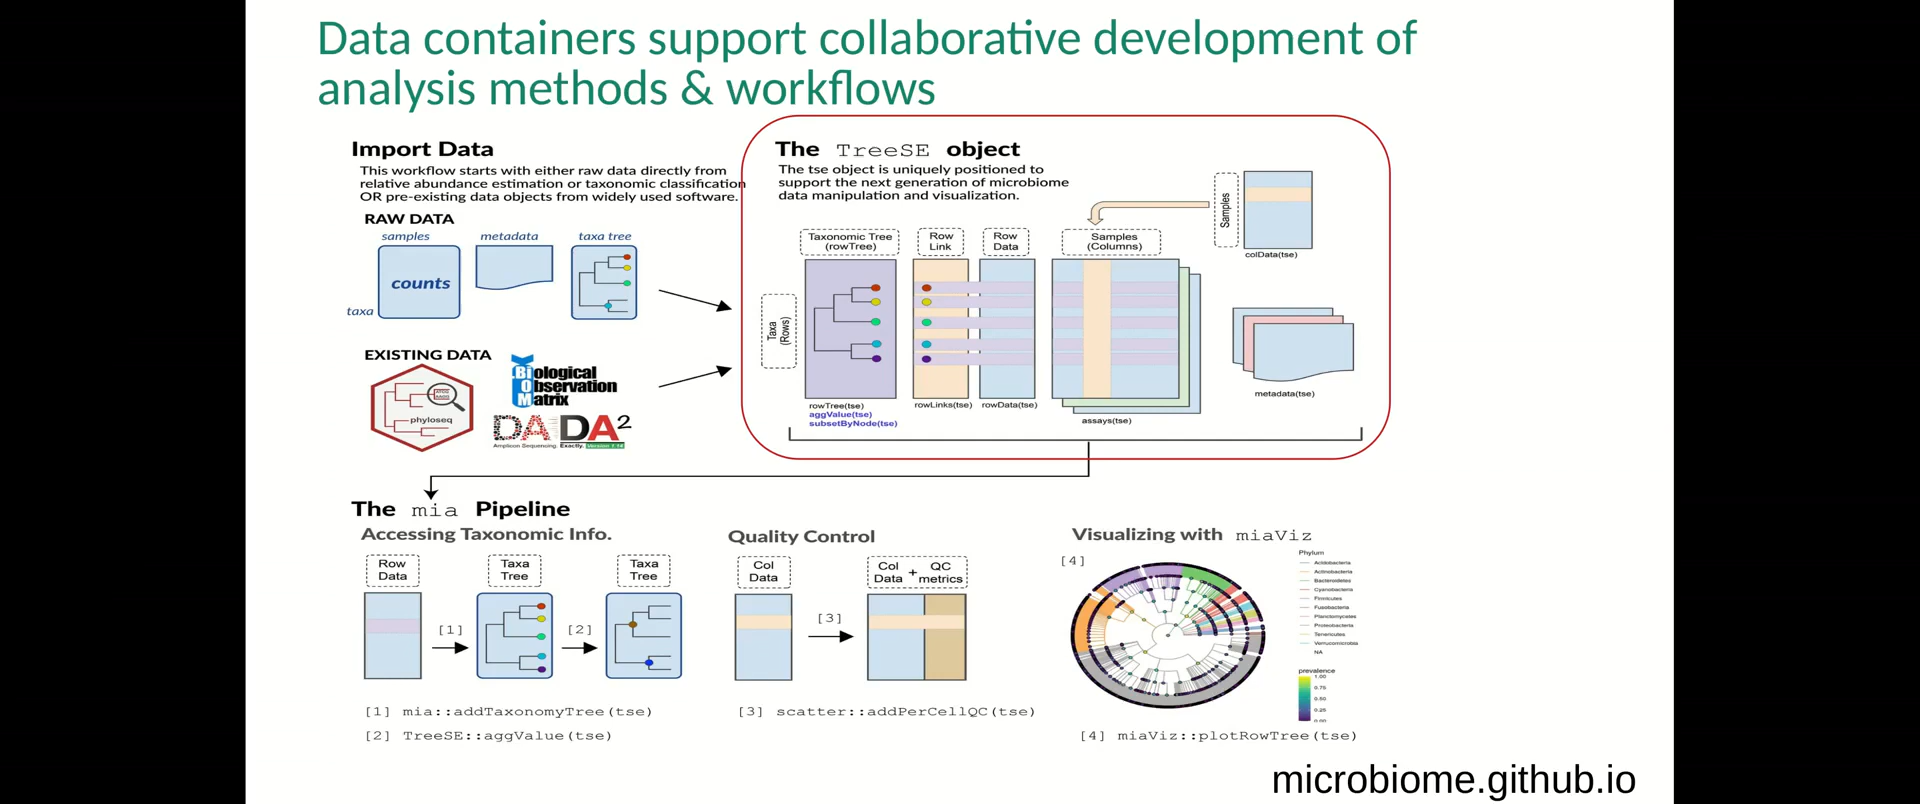 Data containers support collaborative development of
analysis methods & workflows
Import Data
This workflow starts with either raw data directly from
relative abundance estimation or taxonomic classification
OR pre-existing data objects from widely used software.
RAW DATA
samples
metadata
taxa tree
counts
taxa
EXISTING DATA
phyloseq
Biological
Observation
Matrix
DADA2
Amplicon Sequencing. Exactly.
The TreeSE object
The tse object is uniquely positioned to
support the next generation of microbiome
data manipulation and visualization.
Samples
colData(tse)
Taxonomic Tree
(rowTree)
Row
Link
Row
Data
Samples
(Columns)
Taxa
(Rows)
rowTree(tse)
aggValue(tse)
subsetByNode(tse)
rowLinks(tse)
rowData(tse)
assays(tse)
metadata(tse)
The mia Pipeline
Accessing Taxonomic Info.
Row
Data
Taxa
Tree
Taxa
Tree
[1]
[2]
[1] mia::addTaxonomyTree(tse)
[2] TreeSE::aggValue(tse)
Quality Control
Col
Data
Col
Data
+
QC
metrics
[3]
[3] scatter::addPerCellQC(tse)
Visualizing with miaViz
[4]
Phylum
Acidobacteria
Actinobacteria
Bacteroidetes
Cyanobacteria
Firmicutes
Fusobacteria
Planctomycetes
Proteobacteria
Tenericutes
Verrucomicrobia
NA
prevalence
1.00
0.75
0.50
0.25
0.00
[4] miaViz::plotRowTree(tse)
microbiome.github.io